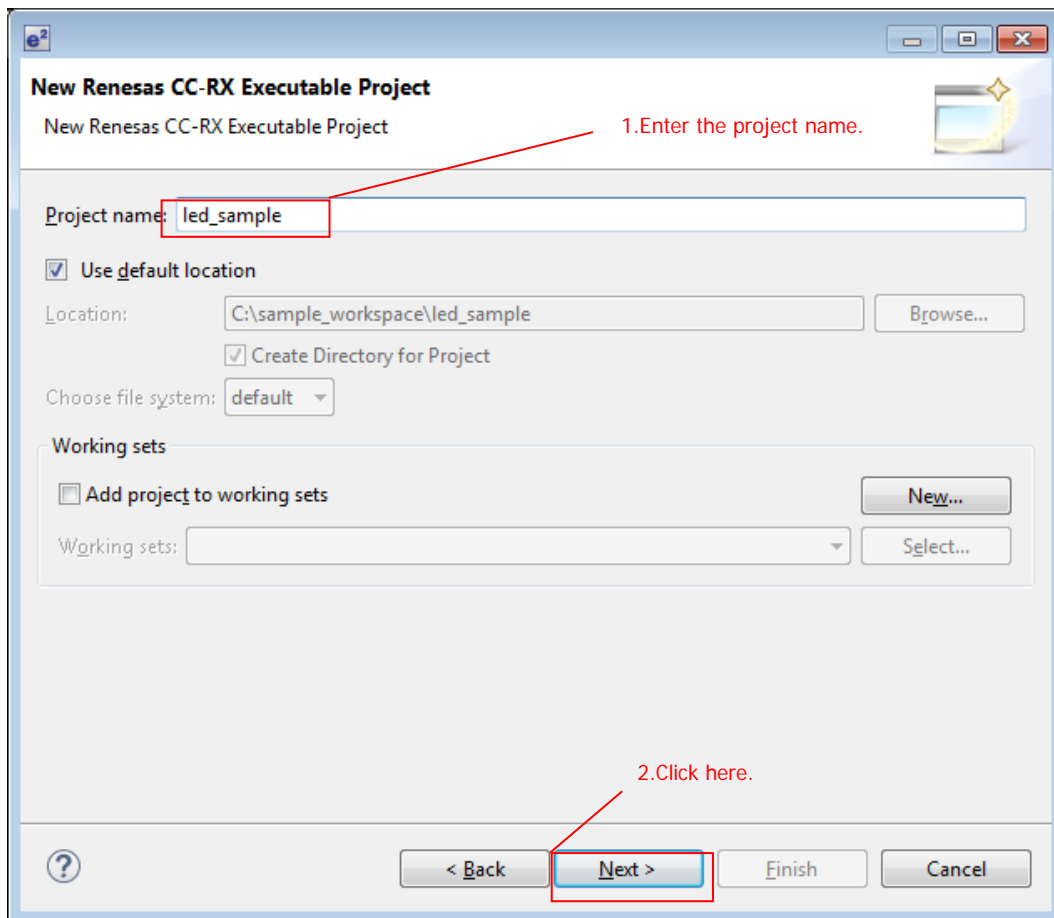 e²
New Renesas CC-RX Executable Project
New Renesas CC-RX Executable Project
1.Enter the project name.
Project name: led_sample
Use default location
Location: C:\sample_workspace\led_sample Browse...
Create Directory for Project
Choose file system: default
Working sets
Add project to working sets New...
Working sets: Select...
2.Click here.
? < Back Next > Finish Cancel